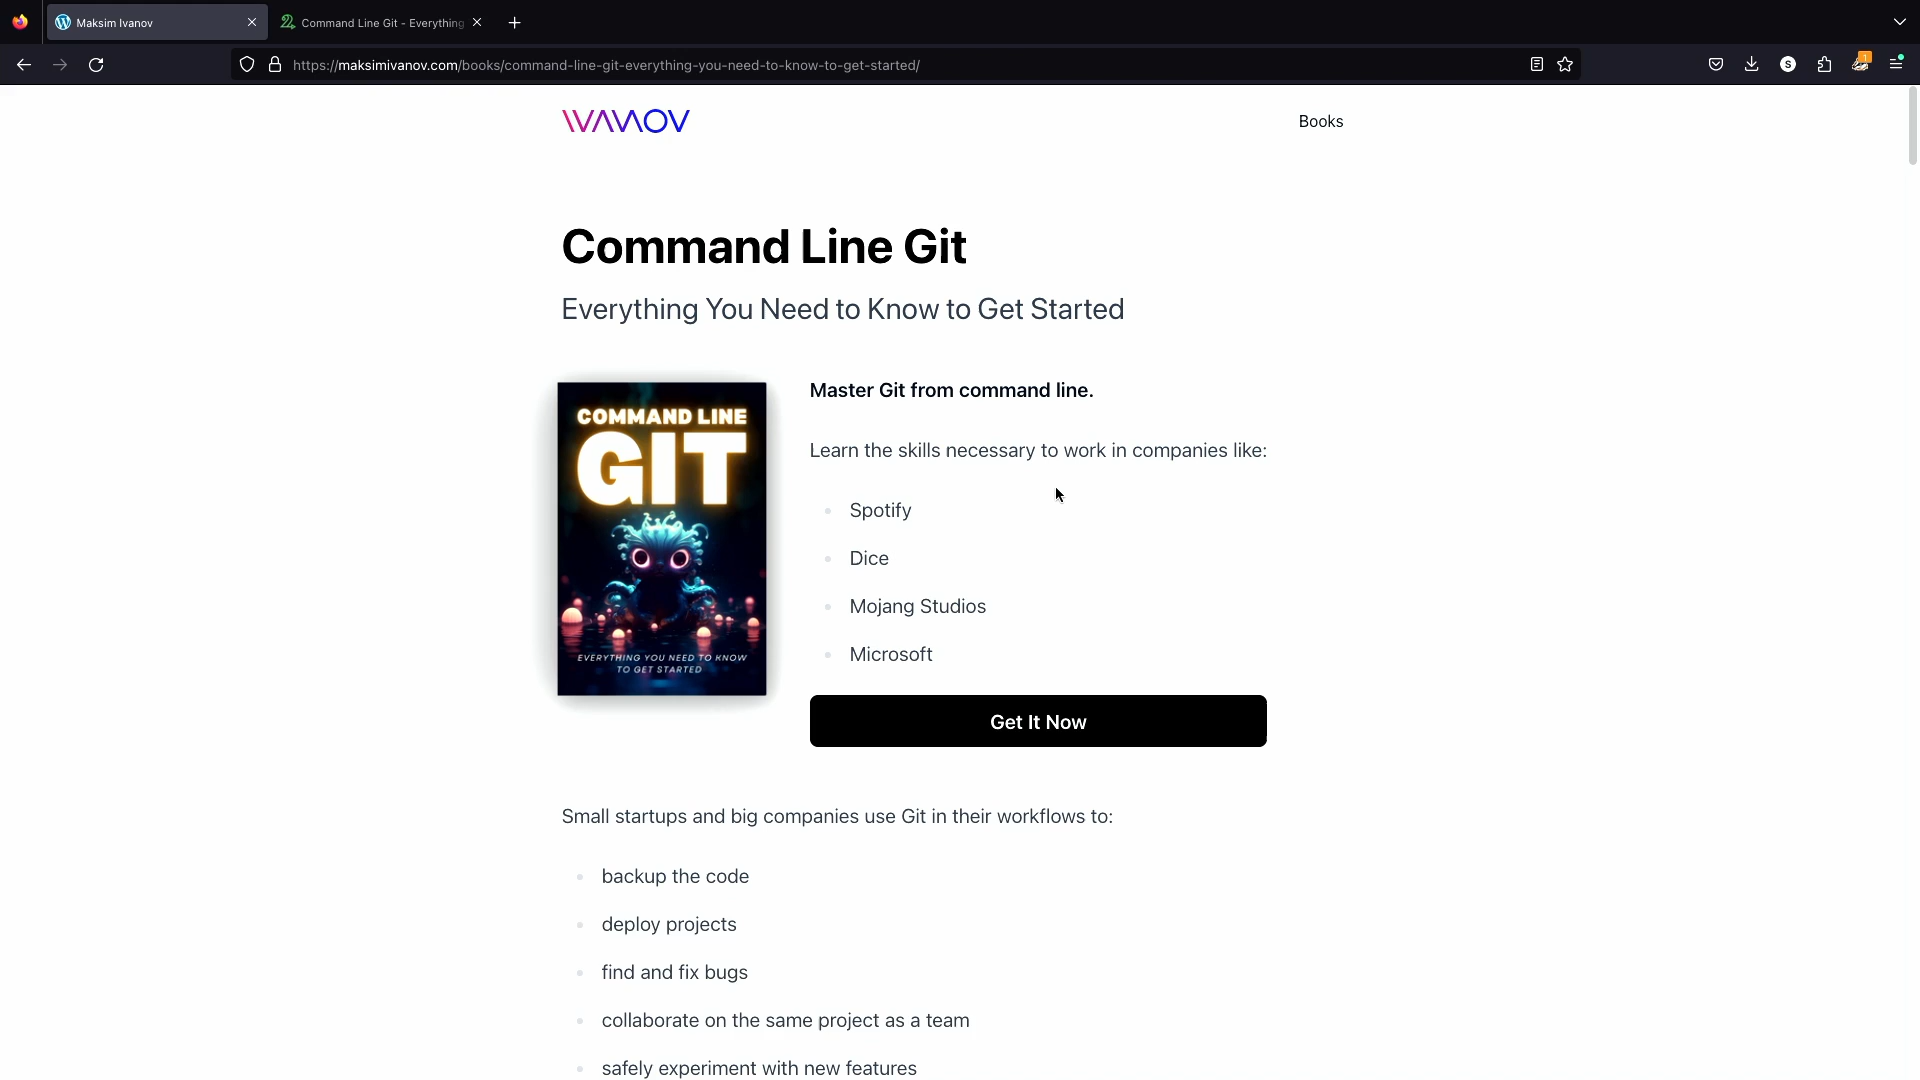 Maksim Ivanov
Command Line Git - Everything
https://maksimivanov.com/books/command-line-git-everything-you-need-to-know-to-get-started/
S
1
IVANOV
Books
Command Line Git
Everything You Need to Know to Get Started
COMMAND LINE
GIT
EVERYTHING YOU NEED TO KNOW
TO GET STARTED
Master Git from command line.
Learn the skills necessary to work in companies like:
Spotify
Dice
Mojang Studios
Microsoft
Get It Now
Small startups and big companies use Git in their workflows to:
backup the code
deploy projects
find and fix bugs
collaborate on the same project as a team
safely experiment with new features